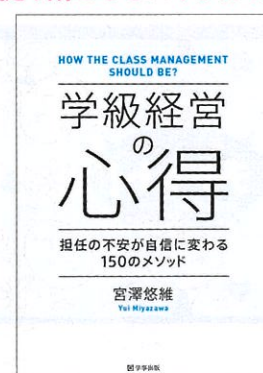 HOW THE CLASS MANAGEMENT
SHOULD BE?
学級経営
の
心得
担任の不安が自信に変わる
150のメソッド
宮澤悠維
Yui Miyazawa
学事出版